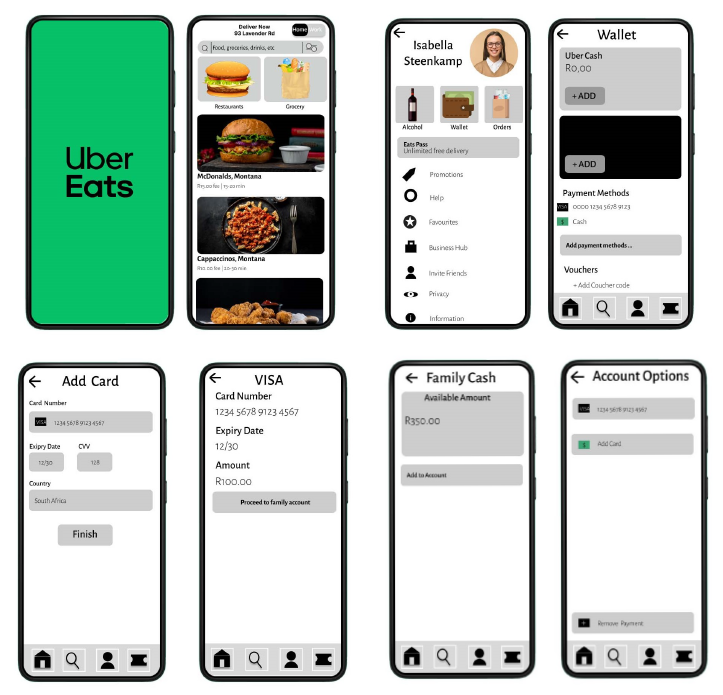 Uber
Eats
Deliver Now
93 Lavender Rd
Home
Work
Food, groceries, drinks, etc
Restaurants
Grocery
McDonalds, Montana
R15.00 fee | 15-20 min
Cappaccinos, Montana
R10.00 fee | 20-30 min
Isabella
Steenkamp
Alcohol
Wallet
Orders
Eats Pass
Unlimited free delivery
Promotions
Help
Favourites
Business Hub
Invite Friends
Privacy
Information
Wallet
Uber Cash
R0,00
+ ADD
+ ADD
Payment Methods
VISA 0000 1234 5678 9123
$ Cash
Add payment methods ...
Vouchers
+ Add Coucher code
Add Card
Card Number
VISA 1234 5678 9123 4567
Expiry Date
CVV
12/30
128
Country
South Africa
Finish
VISA
Card Number
1234 5678 9123 4567
Expiry Date
12/30
Amount
R100.00
Proceed to family account
Family Cash
Available Amount
R350.00
Add to Account
Account Options
VISA 1234 5678 9123 4567
$ Add Card
+ Remove Payment